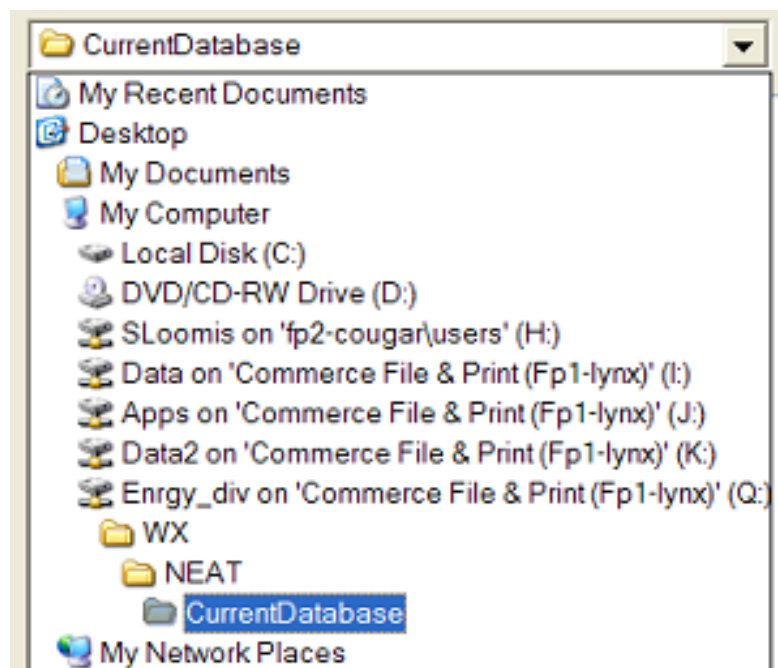 CurrentDatabase
My Recent Documents
Desktop
My Documents
My Computer
Local Disk (C:)
DVD/CD-RW Drive (D:)
SLoomis on 'fp2-cougar\users' (H:)
Data on 'Commerce File & Print (Fp1-lynx)' (I:)
Apps on 'Commerce File & Print (Fp1-lynx)' (J:)
Data2 on 'Commerce File & Print (Fp1-lynx)' (K:)
Enrgy_div on 'Commerce File & Print (Fp1-lynx)' (Q:)
WX
NEAT
CurrentDatabase
My Network Places